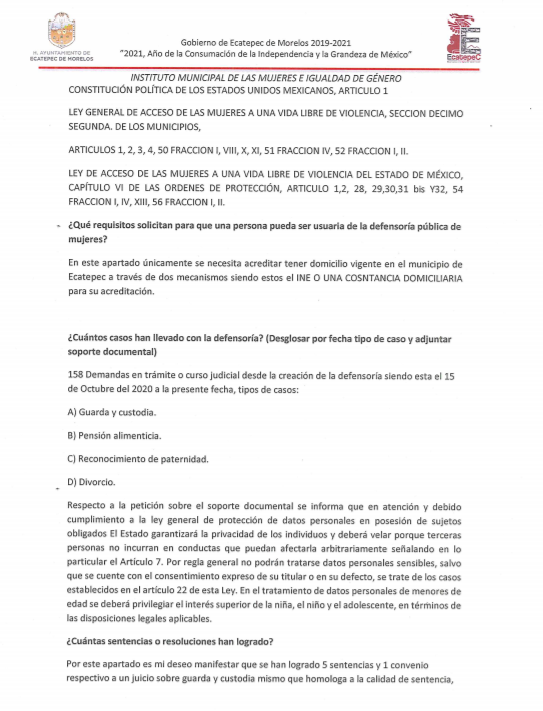 H. AYUNTAMIENTO DE
ECATEPEC DE MORELOS
Gobierno de Ecatepec de Morelos 2019-2021
"2021, Año de la Consumación de la Independencia y la Grandeza de México"
Ecatepec
INSTITUTO MUNICIPAL DE LAS MUJERES E IGUALDAD DE GÉNERO
CONSTITUCIÓN POLÍTICA DE LOS ESTADOS UNIDOS MEXICANOS, ARTICULO 1
LEY GENERAL DE ACCESO DE LAS MUJERES A UNA VIDA LIBRE DE VIOLENCIA, SECCION DECIMO
SEGUNDA. DE LOS MUNICIPIOS,
ARTICULOS 1, 2, 3, 4, 50 FRACCION I, VIII, X, XI, 51 FRACCION IV, 52 FRACCION I, II.
LEY DE ACCESO DE LAS MUJERES A UNA VIDA LIBRE DE VIOLENCIA DEL ESTADO DE MÉXICO,
CAPÍTULO VI DE LAS ORDENES DE PROTECCIÓN, ARTICULO 1,2, 28, 29,30,31 bis Y32, 54
FRACCION I, IV, XIII, 56 FRACCION I, II.
¿Qué requisitos solicitan para que una persona pueda ser usuaria de la defensoría pública de
mujeres?
En este apartado únicamente se necesita acreditar tener domicilio vigente en el municipio de
Ecatepec a través de dos mecanismos siendo estos el INE O UNA COSNTANCIA DOMICILIARIA
para su acreditación.
¿Cuántos casos han llevado con la defensoría? (Desglosar por fecha tipo de caso y adjuntar
soporte documental)
158 Demandas en trámite o curso judicial desde la creación de la defensoría siendo esta el 15
de Octubre del 2020 a la presente fecha, tipos de casos:
A) Guarda y custodia.
B) Pensión alimenticia.
C) Reconocimiento de paternidad.
D) Divorcio.
Respecto a la petición sobre el soporte documental se informa que en atención y debido
cumplimiento a la ley general de protección de datos personales en posesión de sujetos
obligados El Estado garantizará la privacidad de los individuos y deberá velar porque terceras
personas no incurran en conductas que puedan afectarla arbitrariamente señalando en lo
particular el Artículo 7. Por regla general no podrán tratarse datos personales sensibles, salvo
que se cuente con el consentimiento expreso de su titular o en su defecto, se trate de los casos
establecidos en el artículo 22 de esta Ley. En el tratamiento de datos personales de menores de
edad se deberá privilegiar el interés superior de la niña, el niño y el adolescente, en términos de
las disposiciones legales aplicables.
¿Cuántas sentencias o resoluciones han logrado?
Por este apartado es mi deseo manifestar que se han logrado 5 sentencias y 1 convenio
respectivo a un juicio sobre guarda y custodia mismo que homologa a la calidad de sentencia,